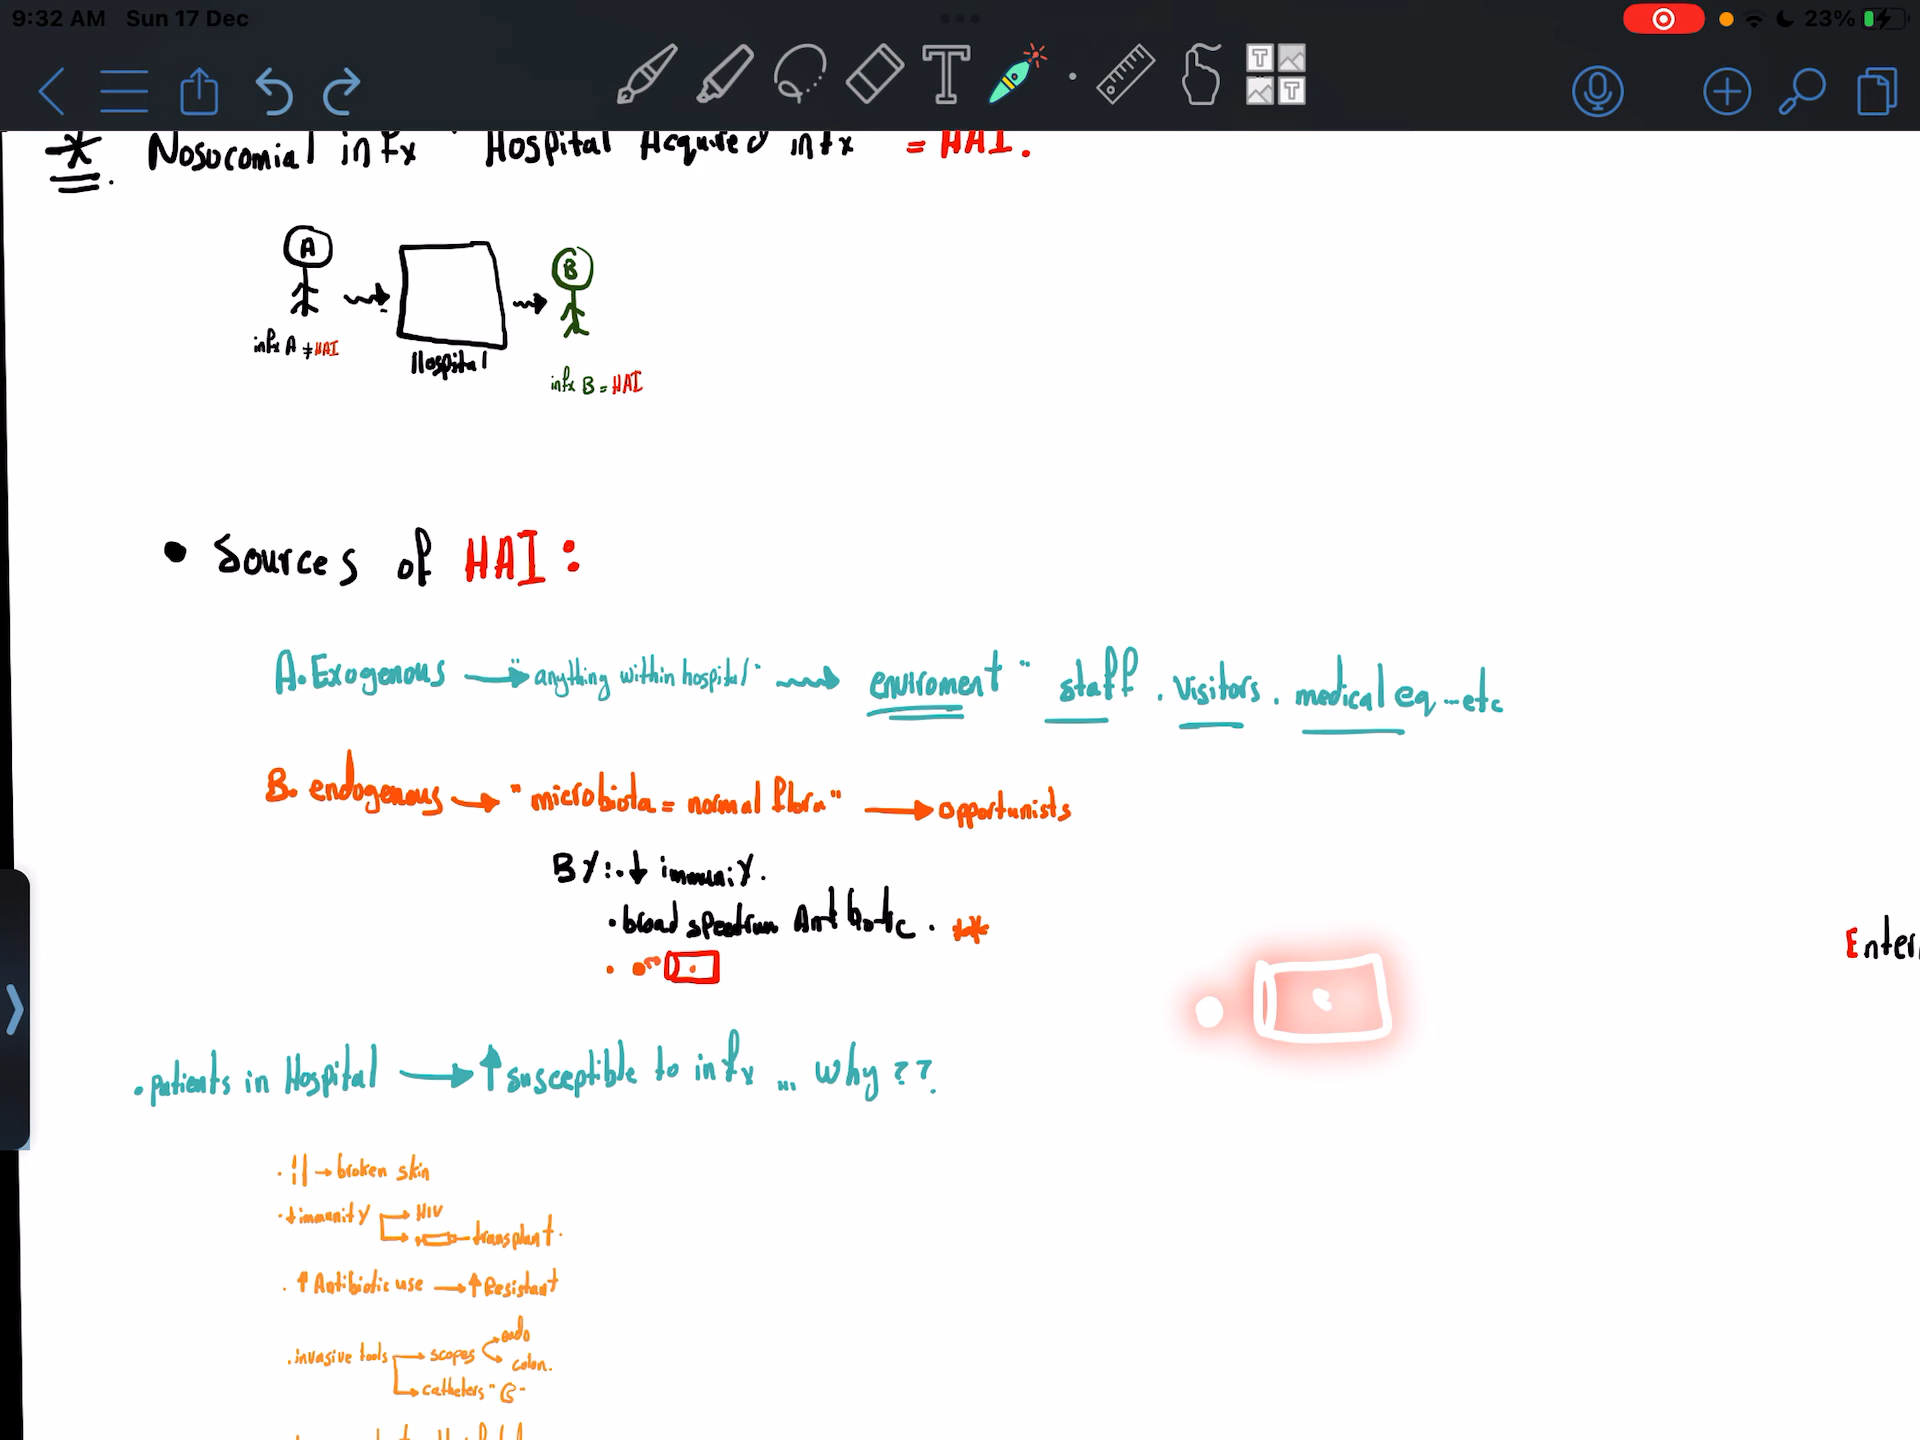 9:32 AM Sun 17 Dec
23%
* Nosocomial infx " Hospital Acquired infx = HAI.
A
B
infx A ≠ HAI
Hospital
infx B = HAI
• Sources of HAI:
A. Exogenous → "anything within hospital" → enviroment " staff . visitors . medical eq ...etc
B. endogenous → "microbiota = normal flora" → opportunists
BY: . ↓ immuniY.
• broad spectrum Antibiotic . **
Enter
. patients in Hospital → ↑ susceptible to infx ... why ??
. → broken skin
. ↓ immunitY → HIV
→ transplant.
. ↑ Antibiotic use → ↑ Resistant
. invasive tools → scopes → endo
colon.
→ catheters